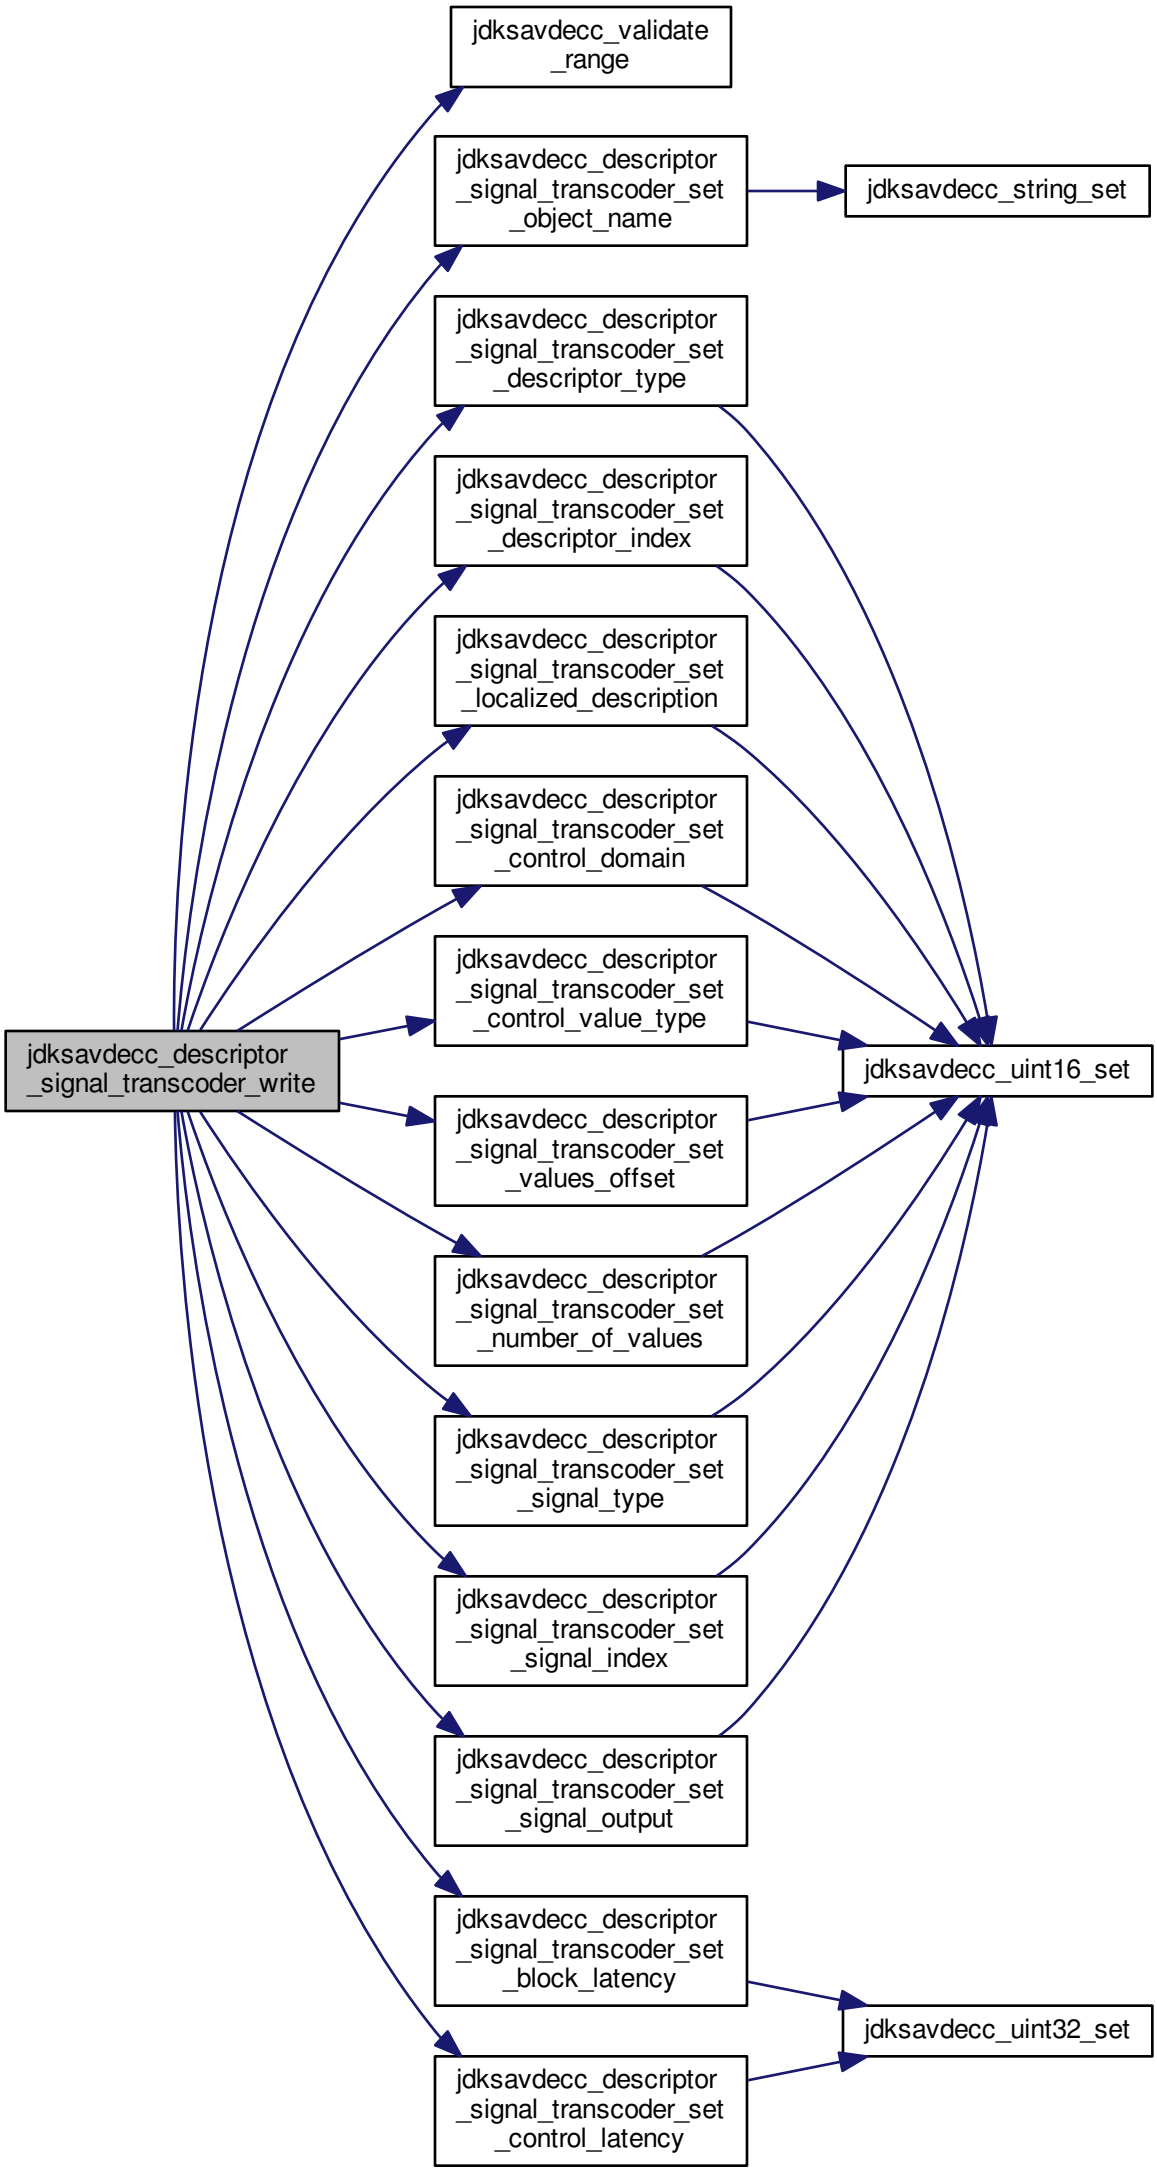 jdksavdecc_validate
_range
jdksavdecc_descriptor
_signal_transcoder_set
_object_name
jdksavdecc_string_set
jdksavdecc_descriptor
_signal_transcoder_set
_descriptor_type
jdksavdecc_descriptor
_signal_transcoder_set
_descriptor_index
jdksavdecc_descriptor
_signal_transcoder_set
_localized_description
jdksavdecc_descriptor
_signal_transcoder_set
_control_domain
jdksavdecc_descriptor
_signal_transcoder_set
_control_value_type
jdksavdecc_descriptor
_signal_transcoder_write
jdksavdecc_uint16_set
jdksavdecc_descriptor
_signal_transcoder_set
_values_offset
jdksavdecc_descriptor
_signal_transcoder_set
_number_of_values
jdksavdecc_descriptor
_signal_transcoder_set
_signal_type
jdksavdecc_descriptor
_signal_transcoder_set
_signal_index
jdksavdecc_descriptor
_signal_transcoder_set
_signal_output
jdksavdecc_descriptor
_signal_transcoder_set
_block_latency
jdksavdecc_uint32_set
jdksavdecc_descriptor
_signal_transcoder_set
_control_latency